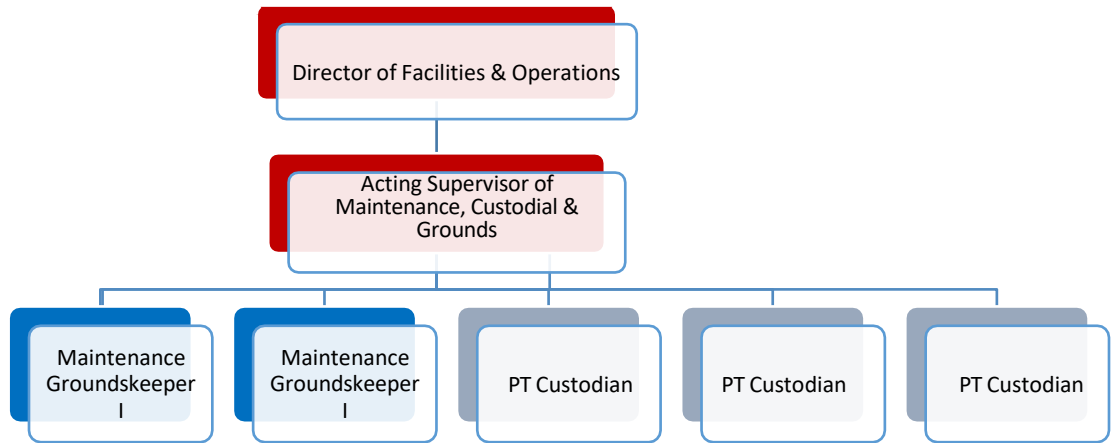 Director of Facilities & Operations
Acting Supervisor of
Maintenance, Custodial &
Grounds
Maintenance
Groundskeeper
I
Maintenance
Groundskeeper
I
PT Custodian
PT Custodian
PT Custodian